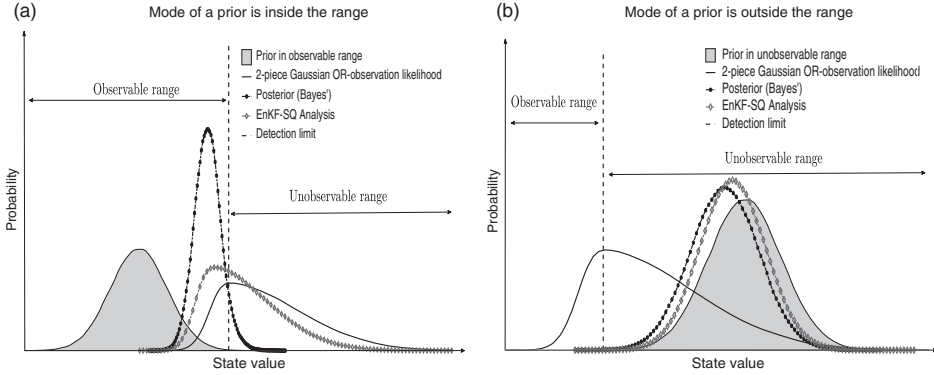 (a)
Mode of a prior is inside the range
Prior in observable range
2-piece Gaussian OR-observation likelihood
Posterior (Bayes')
EnKF-SQ Analysis
Detection limit
Observable range
Unobservable range
Probability
State value
(b)
Mode of a prior is outside the range
Prior in unobservable range
2-piece Gaussian OR-observation likelihood
Posterior (Bayes')
EnKF-SQ Analysis
Detection limit
Observable range
Unobservable range
Probability
State value